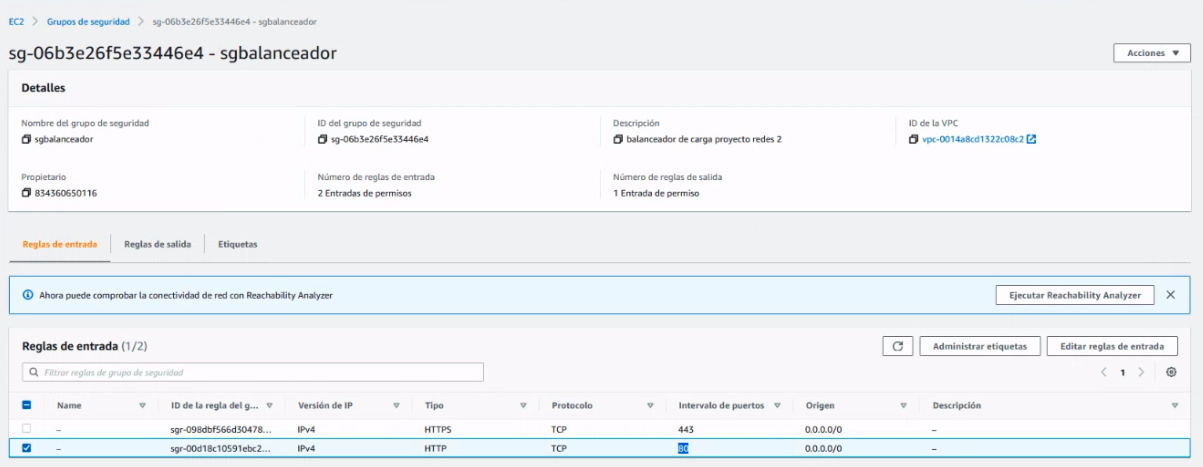 EC2 > Grupos de seguridad > sg-06b3e26f5e33446e4 - sgbalanceador
sg-06b3e26f5e33446e4 - sgbalanceador
Acciones ▼
Detalles
Nombre del grupo de seguridad ID del grupo de seguridad Descripción ID de la VPC
sgbalanceador sg-06b3e26f5e33446e4 balanceador de carga proyecto redes 2 vpc-0014a8cd1322c08c2
Propietario Número de reglas de entrada Número de reglas de salida
834360650116 2 Entradas de permisos 1 Entrada de permiso
Reglas de entrada Reglas de salida Etiquetas
Ahora puede comprobar la conectividad de red con Reachability Analyzer Ejecutar Reachability Analyzer
Reglas de entrada (1/2) Administrar etiquetas Editar reglas de entrada
Filtrar reglas de grupo de seguridad < 1 >
Name ID de la regla del g... Versión de IP Tipo Protocolo Intervalo de puertos Origen Descripción
– sgr-098dbf566d30478... IPv4 HTTPS TCP 443 0.0.0.0/0 –
– sgr-00d18c10591ebc2... IPv4 HTTP TCP 80 0.0.0.0/0 –